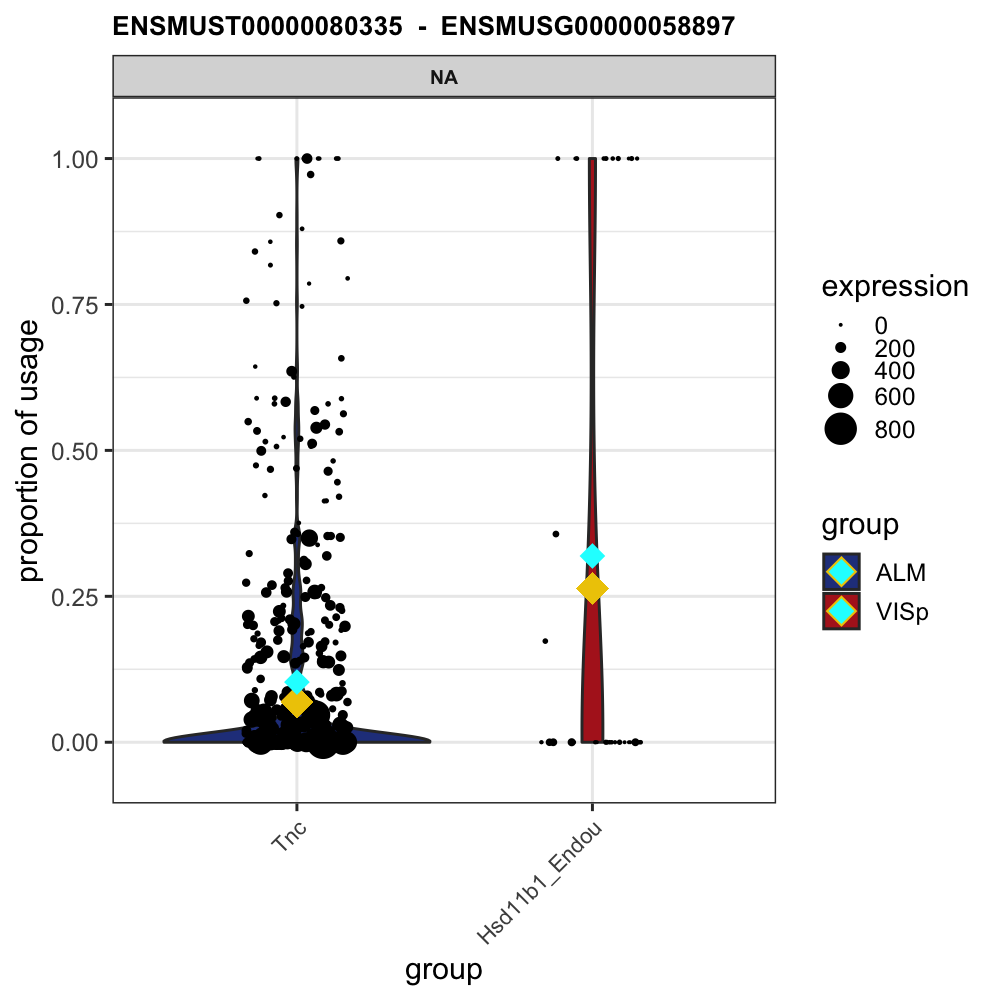 ENSMUST00000080335 - ENSMUSG00000058897
NA
1.00
0.75
0.50
0.25
0.00
proportion of usage
Tnc
Hsd11b1_Endou
group
expression
0
200
400
600
800
group
ALM
VISp